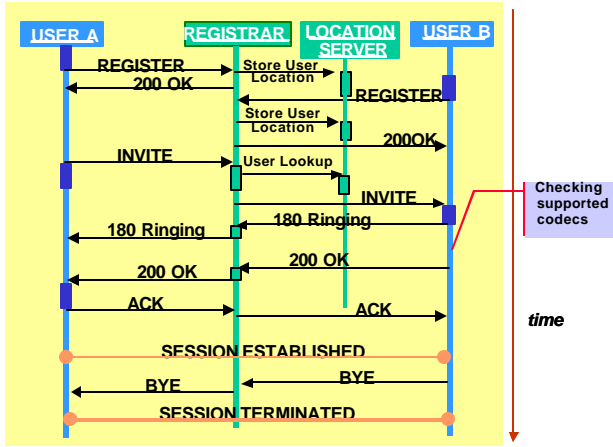 USER A
REGISTRAR
LOCATION
SERVER
USER B
REGISTER
Store User
Location
200 OK
REGISTER
Store User
Location
200OK
INVITE
User Lookup
INVITE
Checking
supported
codecs
180 Ringing
180 Ringing
200 OK
200 OK
ACK
ACK
time
SESSION ESTABLISHED
BYE
BYE
SESSION TERMINATED